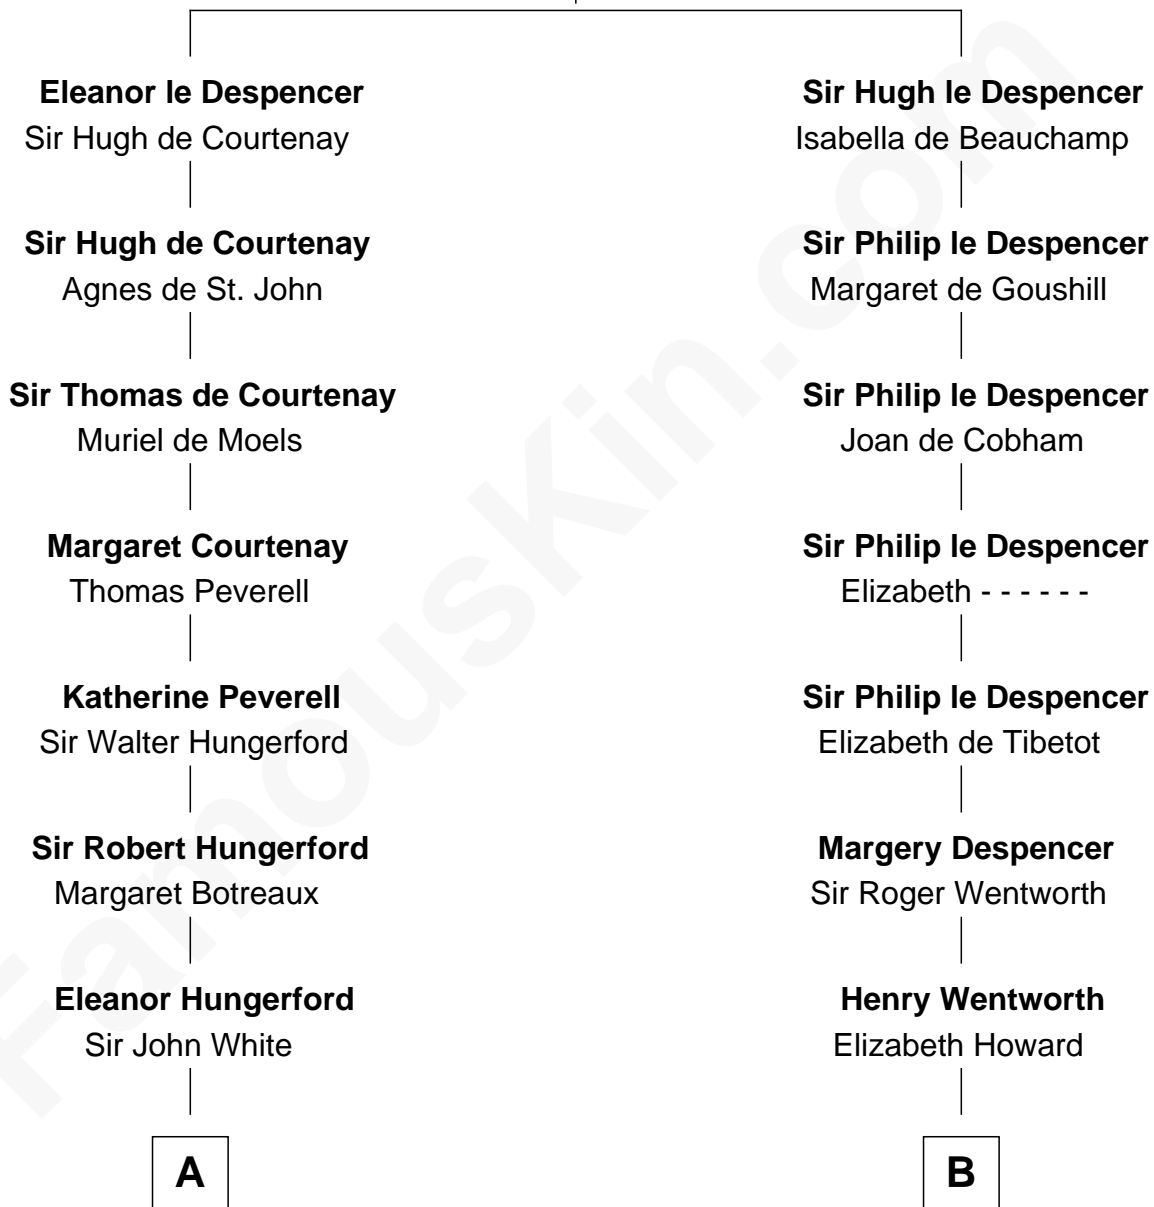 Eleanor le Despencer
Sir Hugh de Courtenay
Sir Hugh de Courtenay
Agnes de St. John
Sir Thomas de Courtenay
Muriel de Moels
Margaret Courtenay
Thomas Peverell
Katherine Peverell
Sir Walter Hungerford
Sir Robert Hungerford
Margaret Botreaux
Eleanor Hungerford
Sir John White
A
Sir Hugh le Despencer
Isabella de Beauchamp
Sir Philip le Despencer
Margaret de Goushill
Sir Philip le Despencer
Joan de Cobham
Sir Philip le Despencer
Elizabeth - - - - - -
Sir Philip le Despencer
Elizabeth de Tibetot
Margery Despencer
Sir Roger Wentworth
Henry Wentworth
Elizabeth Howard
B
FamousKin.com